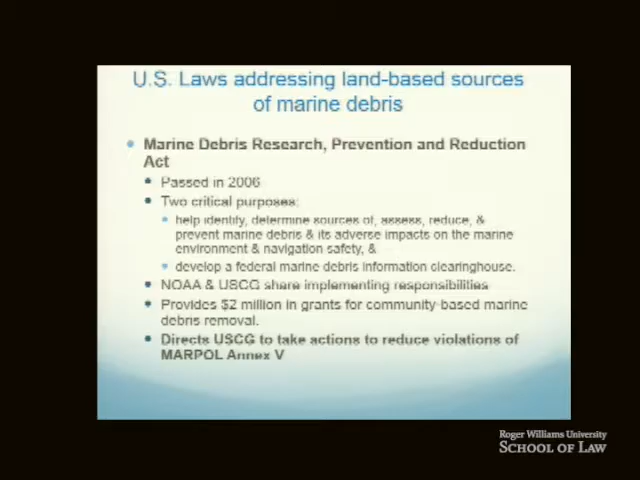 U.S. Laws addressing land-based sources
of marine debris
Marine Debris Research, Prevention and Reduction
Act
Passed in 2006
Two critical purposes:
help identify, determine sources of, assess, reduce, &
prevent marine debris & its adverse impacts on the marine
environment & navigation safety, &
develop a federal marine debris information clearinghouse.
NOAA & USCG share implementing responsibilities
Provides $2 million in grants for community-based marine
debris removal.
Directs USCG to take actions to reduce violations of
MARPOL Annex V
Roger Williams University
SCHOOL OF LAW